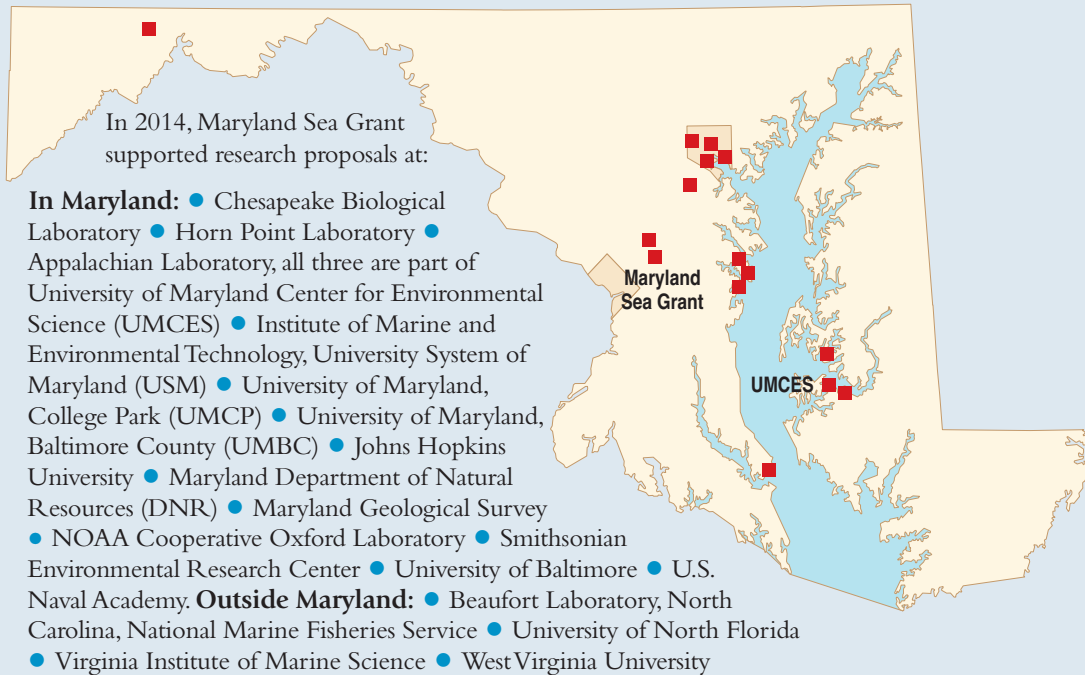 In 2014, Maryland Sea Grant
supported research proposals at:
In Maryland: ● Chesapeake Biological
Laboratory ● Horn Point Laboratory ●
Appalachian Laboratory, all three are part of
University of Maryland Center for Environmental
Science (UMCES) ● Institute of Marine and
Environmental Technology, University System of
Maryland (USM) ● University of Maryland,
College Park (UMCP) ● University of Maryland,
Baltimore County (UMBC) ● Johns Hopkins
University ● Maryland Department of Natural
Resources (DNR) ● Maryland Geological Survey
● NOAA Cooperative Oxford Laboratory ● Smithsonian
Environmental Research Center ● University of Baltimore ● U.S.
Naval Academy. Outside Maryland: ● Beaufort Laboratory, North
Carolina, National Marine Fisheries Service ● University of North Florida
● Virginia Institute of Marine Science ● West Virginia University
Maryland
Sea Grant
UMCES